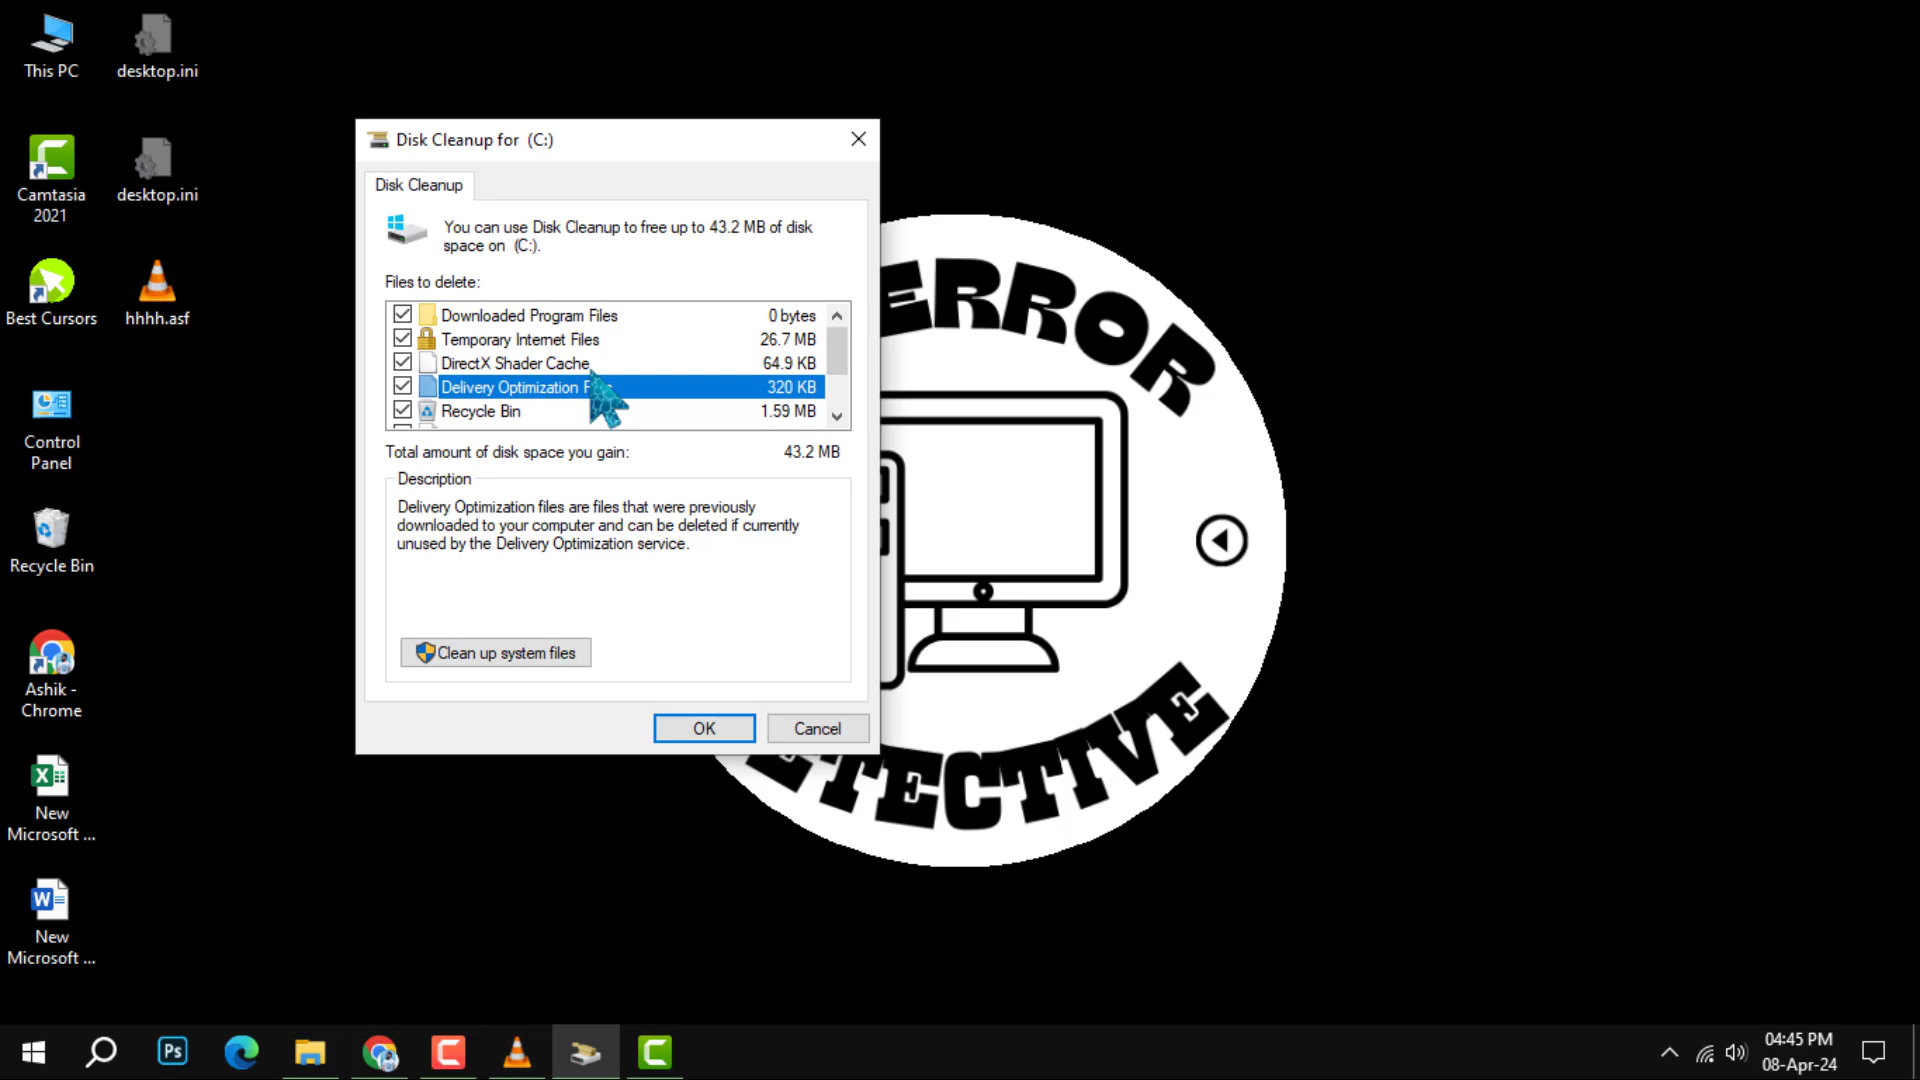 This PC
desktop.ini
Camtasia
2021
desktop.ini
Best Cursors
hhhh.asf
Control
Panel
Recycle Bin
Ashik -
Chrome
New
Microsoft ...
New
Microsoft ...
Disk Cleanup for (C:)
Disk Cleanup
You can use Disk Cleanup to free up to 43.2 MB of disk
space on (C:).
Files to delete:
Downloaded Program Files 0 bytes
Temporary Internet Files 26.7 MB
DirectX Shader Cache 64.9 KB
Delivery Optimization 320 KB
Recycle Bin 1.59 MB
Total amount of disk space you gain: 43.2 MB
Description
Delivery Optimization files are files that were previously
downloaded to your computer and can be deleted if currently
unused by the Delivery Optimization service.
Clean up system files
OK Cancel
ERROR
ETECTIVE
Ps
04:45 PM
08-Apr-24